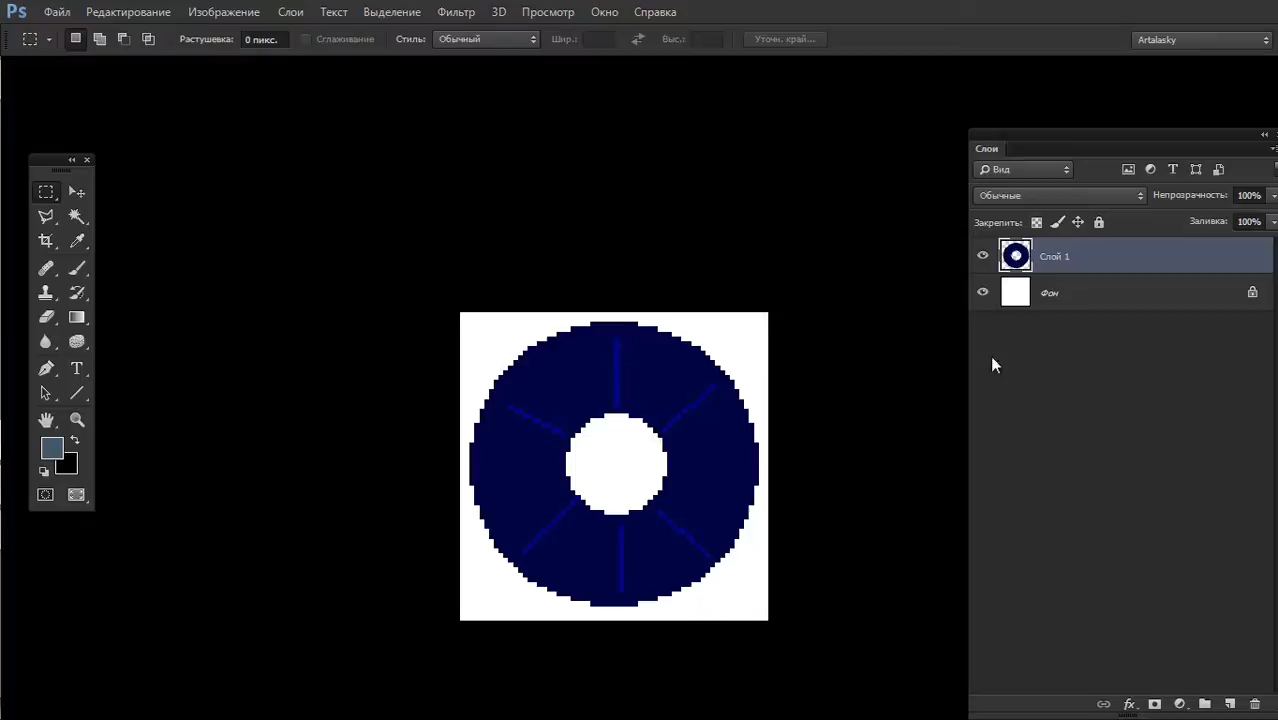 Ps Файл Редактирование Изображение Слои Текст Выделение Фильтр 3D Просмотр Окно Справка
Растушевка: 0 пикс. Сглаживание Стиль: Обычный Шир.: Выс.: Уточн. край... Artalasky
Слои
Вид
Обычные Непрозрачность: 100%
Закрепить: Заливка: 100%
Слой 1
Фон